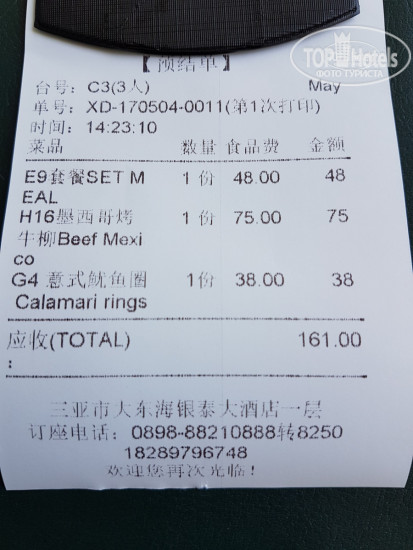 TOPHotels
ФОТО ТУРИСТА
【预结单】
台号：C3(3人) May
单号：XD-170504-0011(第1次打印)
时间：14:23:10
菜品 数量 食品费 金额
E9套餐SET M 1份 48.00 48
EAL
H16墨西哥烤 1份 75.00 75
牛柳Beef Mexi
co
G4 意式鱿鱼圈 1份 38.00 38
Calamari rings
应收(TOTAL) 161.00
:
三亚市大东海银泰大酒店一层
订座电话：0898-88210888转8250
18289796748
欢迎您再次光临！